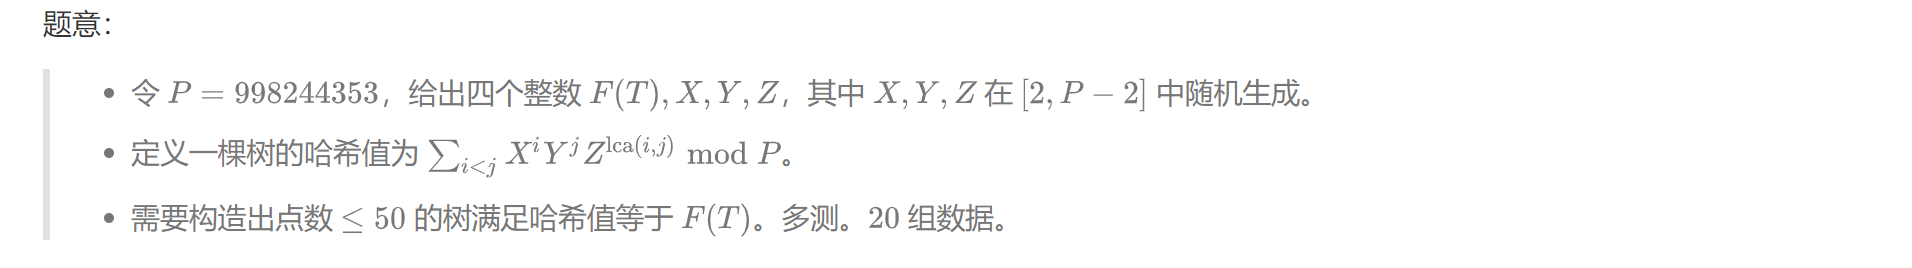 题意：
• 令 P = 998244353，给出四个整数 F(T), X, Y, Z，其中 X, Y, Z 在 [2, P − 2] 中随机生成。
• 定义一棵树的哈希值为 ∑_{i<j} X^i Y^j Z^{lca(i,j)} mod P。
• 需要构造出点数 ≤ 50 的树满足哈希值等于 F(T)。多测。20 组数据。